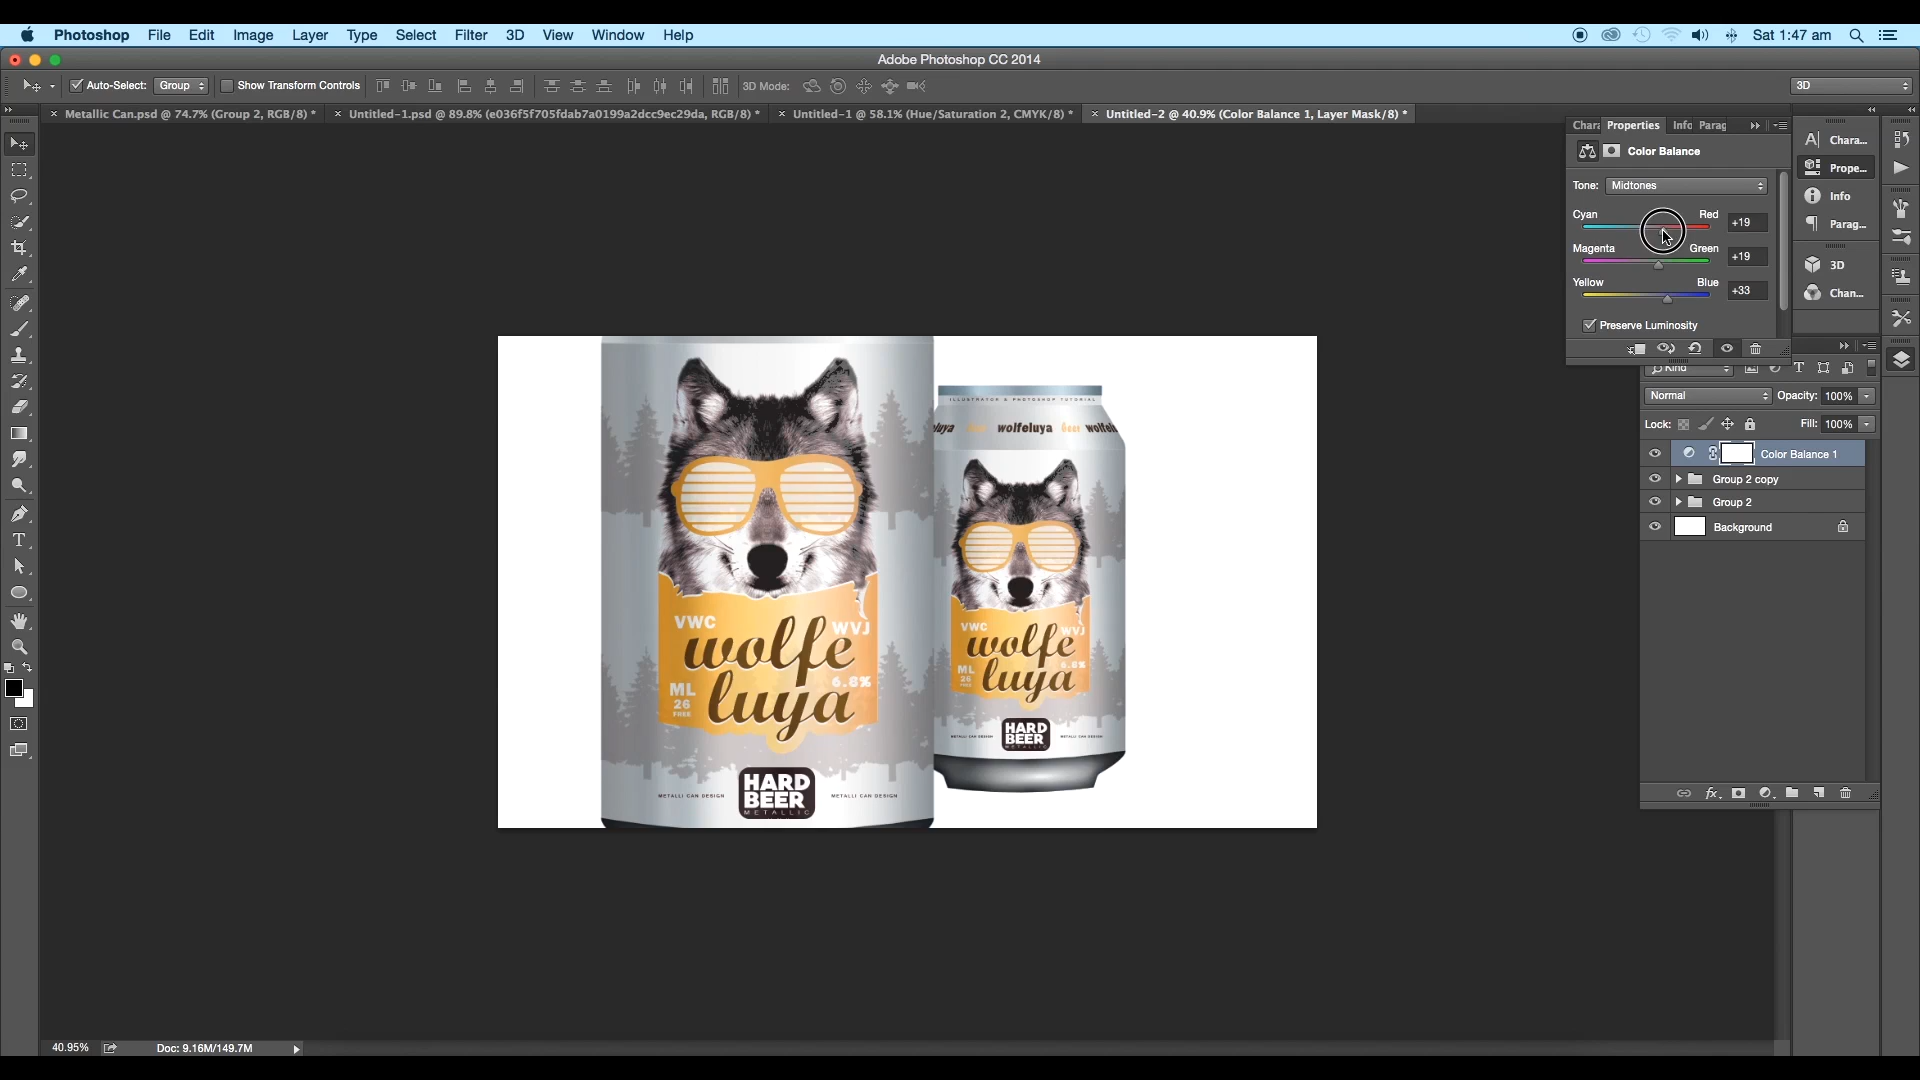 Photoshop File Edit Image Layer Type Select Filter 3D View Window Help Sat 1:47 am
Adobe Photoshop CC 2014
Auto-Select: Group Show Transform Controls 3D Mode: 3D
Metallic Can.psd @ 74.7% (Group 2, RGB/8) * Untitled-1.psd @ 89.8% (e036f5f705fdab7a0199a2dcc9ec29da, RGB/8) * Untitled-1 @ 58.1% (Hue/Saturation 2, CMYK/8) * Untitled-2 @ 40.9% (Color Balance 1, Layer Mask/8) *
Chara Properties Info Parag
Color Balance
Tone: Midtones
Cyan Red +19
Magenta Green +19
Yellow Blue +33
Preserve Luminosity
Chara...
Prope...
Info
Parag...
3D
Chan...
Kind
Normal Opacity: 100%
Lock: Fill: 100%
Color Balance 1
Group 2 copy
Group 2
Background
VWC
WVJ
wolfe
luya
ML
26
FREE
6.8%
HARD
BEER
METALLIC
METALLI CAN DESIGN METALLI CAN DESIGN
ILLUSTRATOR & PHOTOSHOP TUTORIAL
luya Beer wolfeluya Beer wolfel
VWC
WVJ
wolfe
luya
ML
26
FREE
6.8%
HARD
BEER
METALLIC
METALLI CAN DESIGN METALLI CAN DESIGN
40.95% Doc: 9.16M/149.7M